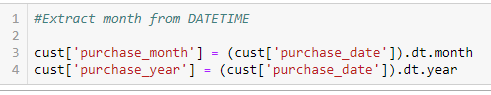 1 #Extract month from DATETIME
2
3 cust['purchase_month'] = (cust['purchase_date']).dt.month
4 cust['purchase_year'] = (cust['purchase_date']).dt.year